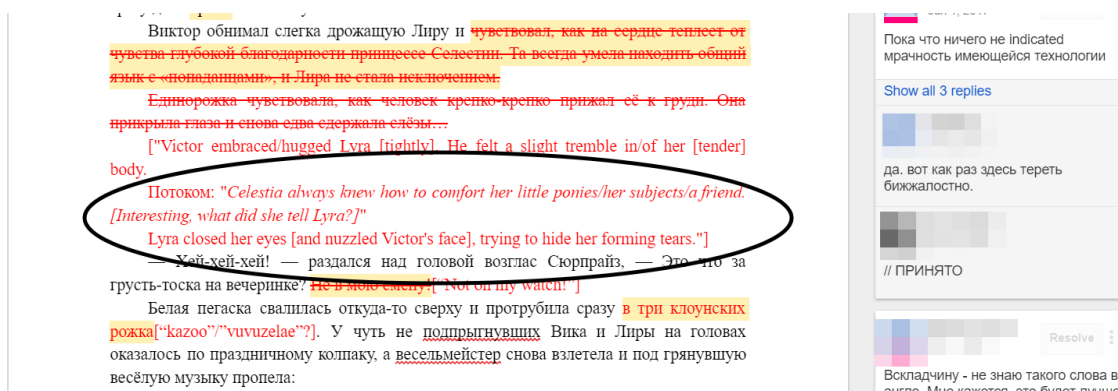 Виктор обнимал слегка дрожащую Лиру и чувствовал, как на сердце теплеет от
чувства глубокой благодарности принцессе Селестии. Та всегда умела находить общий
язык с «попаданцами», и Лира не стала исключением.
Единорожка чувствовала, как человек крепко-крепко прижал её к груди. Она
прикрыла глаза и снова едва сдержала слёзы…
["Victor embraced/hugged Lyra [tightly]. He felt a slight tremble in/of her [tender]
body.
Потоком: "Celestia always knew how to comfort her little ponies/her subjects/a friend.
[Interesting, what did she tell Lyra?]"
Lyra closed her eyes [and nuzzled Victor's face], trying to hide her forming tears."]
— Хей-хей-хей! — раздался над головой возглас Сюрпрайз, — Это что за
грусть-тоска на вечеринке? Не в мою смену!["Not on my watch!"]
Белая пегаска свалилась откуда-то сверху и протрубила сразу в три клоунских
рожка["kazoo"/"vuvuzelae"?]. У чуть не подпрыгнувших Вика и Лиры на головах
оказалось по праздничному колпаку, а весельмейстер снова взлетела и под грянувшую
весёлую музыку пропела:
Пока что ничего не indicated
мрачность имеющейся технологии
Show all 3 replies
да. вот как раз здесь тереть
бижжалостно.
// ПРИНЯТО
Resolve
Вскладчину - не знаю такого слова в